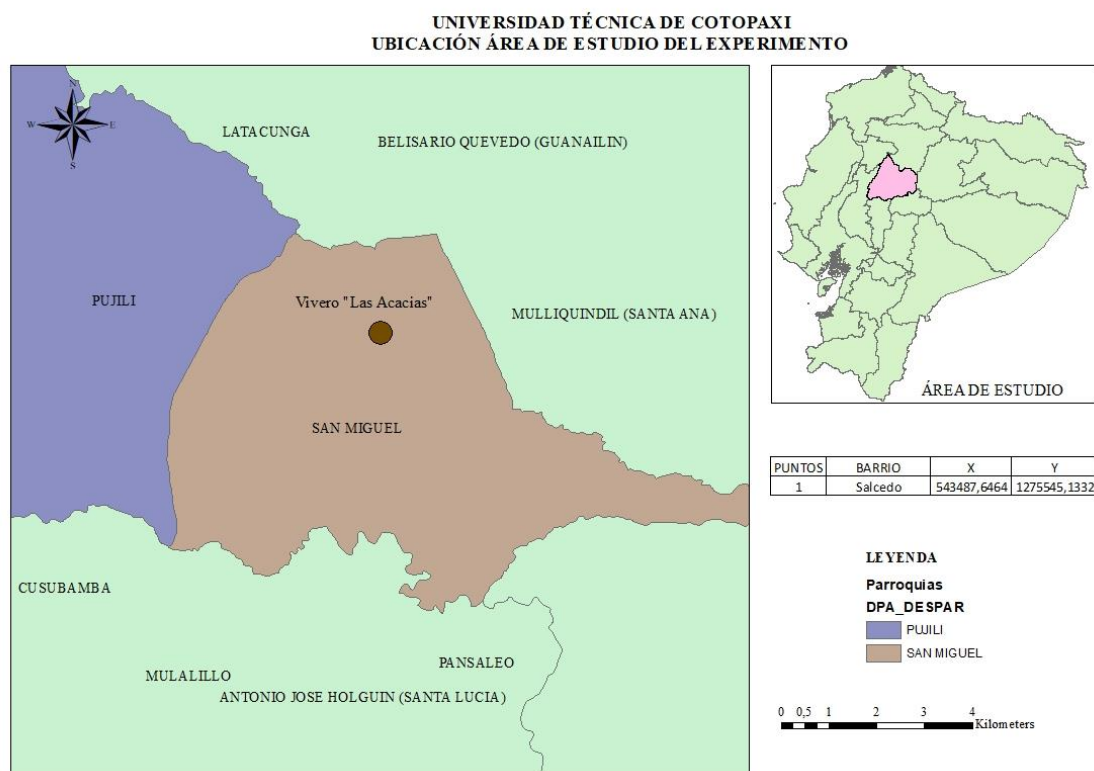 UNIVERSIDAD TÉCNICA DE COTOPAXI
UBICACIÓN ÁREA DE ESTUDIO DEL EXPERIMENTO
N
W E
S
LATACUNGA
BELISARIO QUEVEDO (GUANAILIN)
PUJILI
Vivero "Las Acacias"
MULLIQUINDIL (SANTA ANA)
SAN MIGUEL
CUSUBAMBA
MULALILLO
PANSALEO
ANTONIO JOSE HOLGUIN (SANTA LUCIA)
ÁREA DE ESTUDIO
PUNTOS BARRIO X Y
1 Salcedo 543487,6464 1275545,1332
LEYENDA
Parroquias
DPA_DESPAR
PUJILI
SAN MIGUEL
0 0,5 1 2 3 4
Kilometers